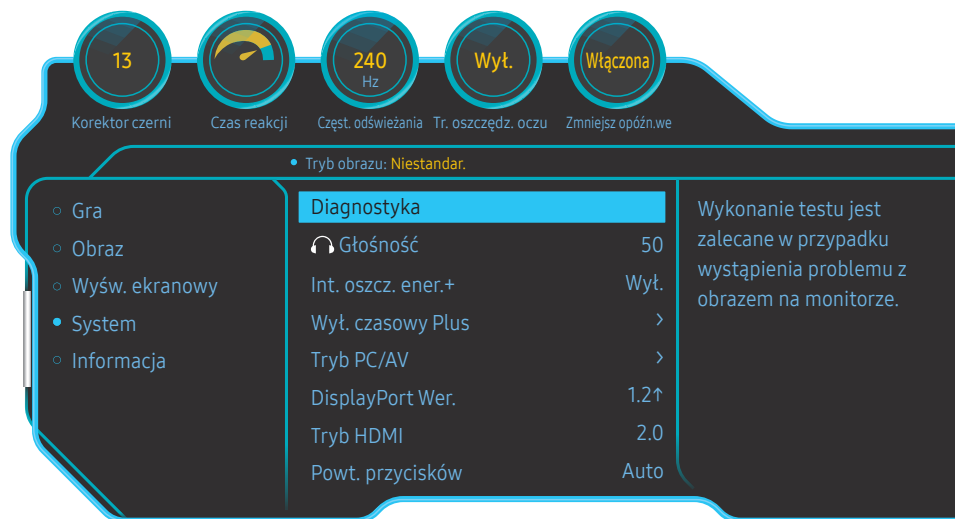 13
240
Hz
Wył.
Włączona
Korektor czerni
Czas reakcji
Częst. odświeżania
Tr. oszczędz. oczu
Zmniejsz opóźn.we
Tryb obrazu: Niestandar.
Gra
Obraz
Wyśw. ekranowy
System
Informacja
Diagnostyka
Głośność 50
Int. oszcz. ener.+ Wył.
Wył. czasowy Plus
Tryb PC/AV
DisplayPort Wer. 1.2↑
Tryb HDMI 2.0
Powt. przycisków Auto
Wykonanie testu jest
zalecane w przypadku
wystąpienia problemu z
obrazem na monitorze.